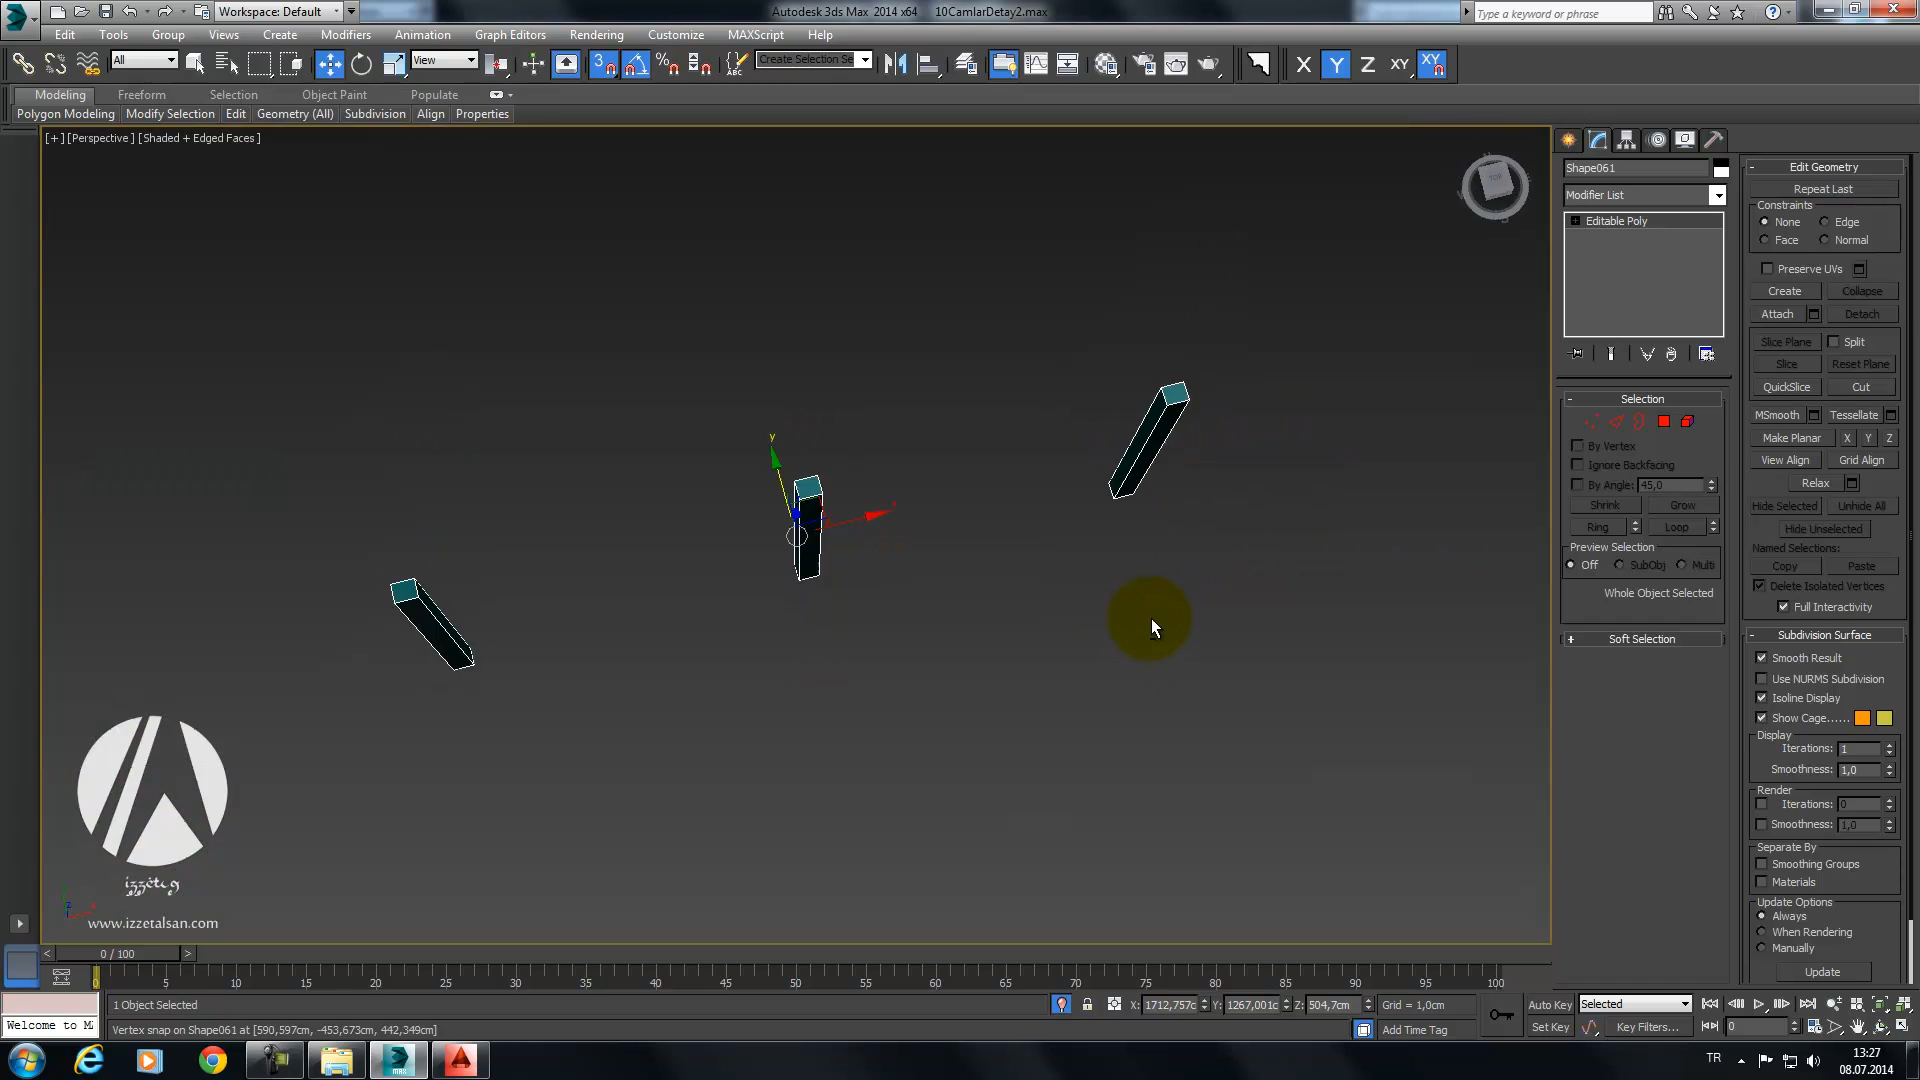 Workspace: Default
Autodesk 3ds Max 2014 x64 10CamlarDetay2.max
Type a keyword or phrase
Edit Tools Group Views Create Modifiers Animation Graph Editors Rendering Customize MAXScript Help
All View Create Selection Se X Y Z XY XY
Modeling Freeform Selection Object Paint Populate
Polygon Modeling Modify Selection Edit Geometry (All) Subdivision Align Properties
[+] [Perspective] [Shaded + Edged Faces]
TOP
y
Shape061
Modifier List
Editable Poly
Selection
By Vertex
Ignore Backfacing
By Angle: 45,0
Shrink Grow
Ring Loop
Preview Selection
Off SubObj Multi
Whole Object Selected
Soft Selection
Edit Geometry
Repeat Last
Constraints
None Edge
Face Normal
Preserve UVs
Create Collapse
Attach Detach
Slice Plane Split
Slice Reset Plane
QuickSlice Cut
MSmooth Tessellate
Make Planar X Y Z
View Align Grid Align
Relax
Hide Selected Unhide All
Hide Unselected
Named Selections:
Copy Paste
Delete Isolated Vertices
Full Interactivity
Subdivision Surface
Smooth Result
Use NURMS Subdivision
Isoline Display
Show Cage......
Display
Iterations: 1
Smoothness: 1,0
Render
Iterations: 0
Smoothness: 1,0
Separate By
Smoothing Groups
Materials
Update Options
Always
When Rendering
Manually
Update
www.izzetalsan.com
0 / 100
0 5 10 15 20 25 30 35 40 45 50 55 60 65 70 75 80 85 90 95 100
1 Object Selected X: 1712,757c Y: 1267,001c Z: 504,7cm Grid = 1,0cm Auto Key Selected
Welcome to M
Vertex snap on Shape061 at [590,597cm, -453,673cm, 442,349cm] Add Time Tag Set Key Key Filters... 0
TR 13:27
08.07.2014